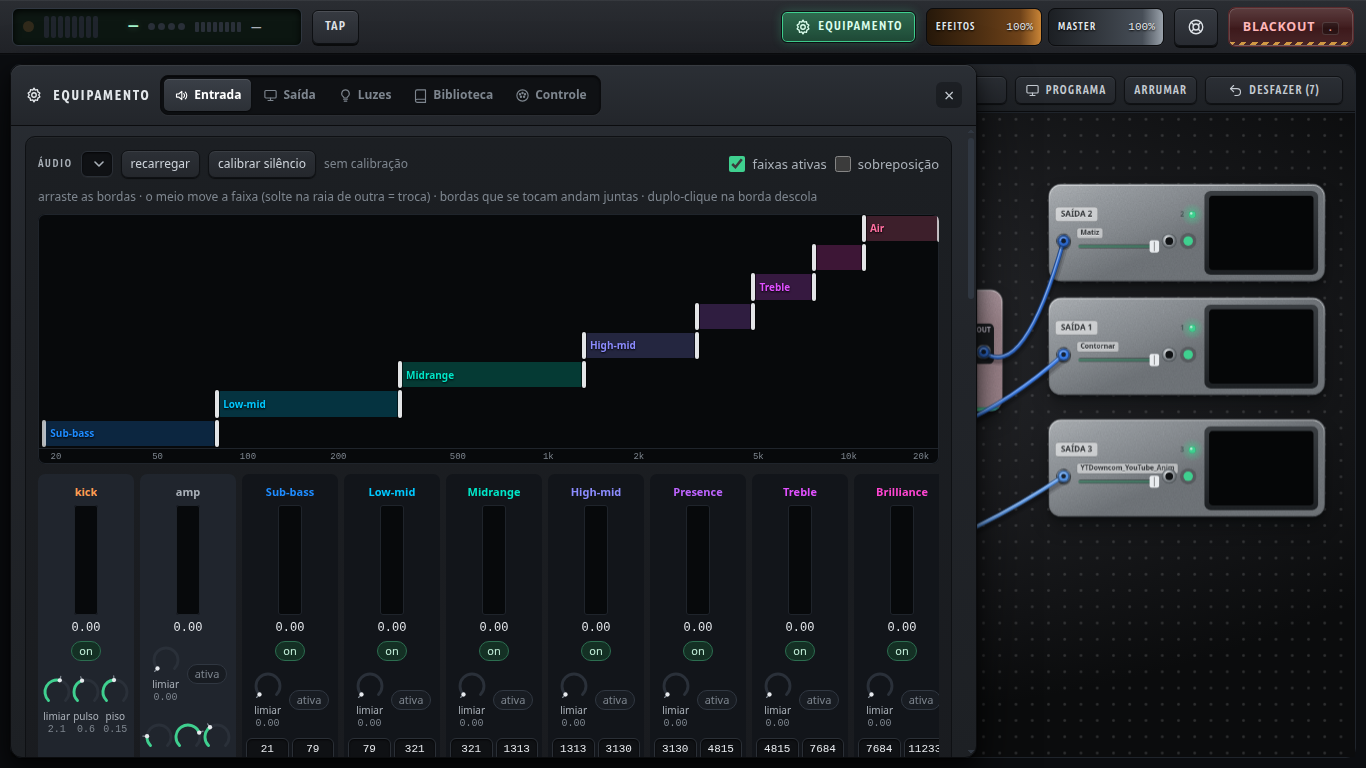 TAP
EQUIPAMENTO
EFEITOS 100%
MASTER 100%
BLACKOUT .
EQUIPAMENTO
Entrada
Saída
Luzes
Biblioteca
Controle
PROGRAMA
ARRUMAR
DESFAZER (7)
ÁUDIO
recarregar
calibrar silêncio
sem calibração
faixas ativas
sobreposição
arraste as bordas · o meio move a faixa (solte na raia de outra = troca) · bordas que se tocam andam juntas · duplo-clique na borda descola
Air
Treble
High-mid
Midrange
Low-mid
Sub-bass
20 50 100 200 500 1k 2k 5k 10k 20k
kick amp Sub-bass Low-mid Midrange High-mid Presence Treble Brilliance
0.00 0.00 0.00 0.00 0.00 0.00 0.00 0.00 0.00
on on on on on on on on
ativa
limiar
0.00
limiar pulso piso
2.1 0.6 0.15
ativa ativa ativa ativa ativa ativa ativa
limiar limiar limiar limiar limiar limiar limiar
0.00 0.00 0.00 0.00 0.00 0.00 0.00
21 79 79 321 321 1313 1313 3130 3130 4815 4815 7684 7684 11233
OUT
SAÍDA 2
2
Matiz
SAÍDA 1
1
Contornar
SAÍDA 3
3
YTDowncom_YouTube_Anim